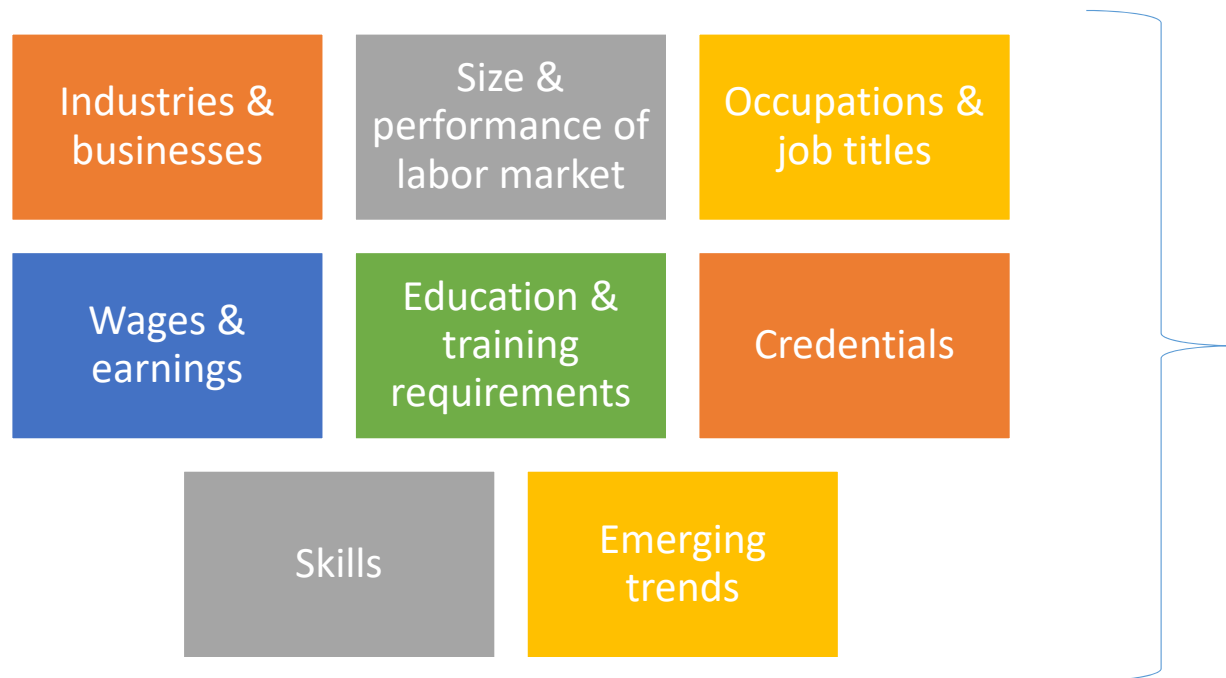 Industries &
businesses
Size &
performance of
labor market
Occupations &
job titles
Wages &
earnings
Education &
training
requirements
Credentials
Skills
Emerging
trends